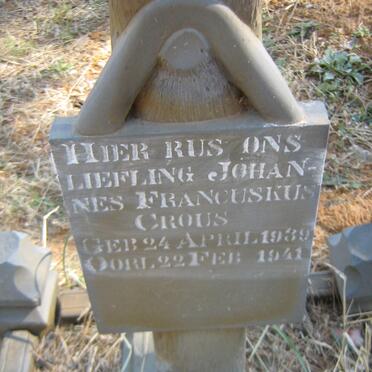 HIER RUS ONS
LIEFLING JOHAN-
NES FRANCUSKUS
CROUS
GEB 24 APRIL 1939
OORL 22 FEB 1941